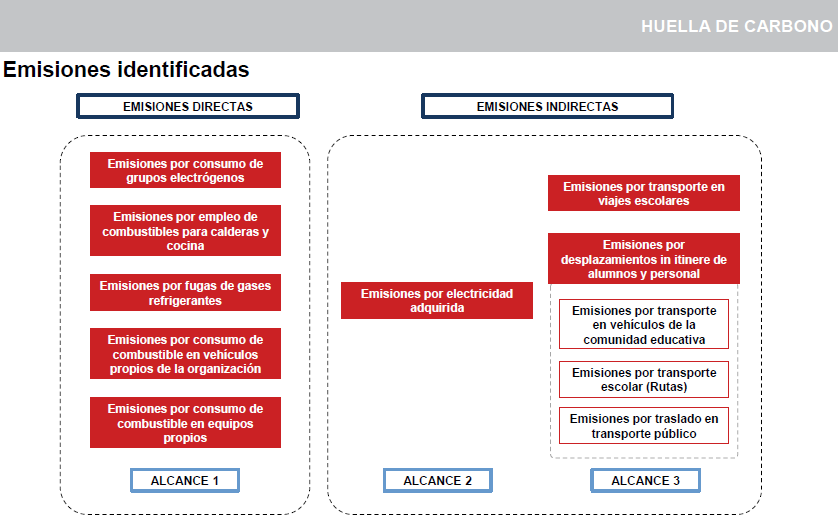 HUELLA DE CARBONO
Emisiones identificadas
EMISIONES DIRECTAS
EMISIONES INDIRECTAS
Emisiones por consumo de
grupos electrógenos
Emisiones por empleo de
combustibles para calderas y
cocina
Emisiones por fugas de gases
refrigerantes
Emisiones por consumo de
combustible en vehículos
propios de la organización
Emisiones por consumo de
combustible en equipos
propios
ALCANCE 1
Emisiones por electricidad
adquirida
ALCANCE 2
Emisiones por transporte en
viajes escolares
Emisiones por
desplazamientos in itinere de
alumnos y personal
Emisiones por transporte
en vehículos de la
comunidad educativa
Emisiones por transporte
escolar (Rutas)
Emisiones por traslado en
transporte público
ALCANCE 3